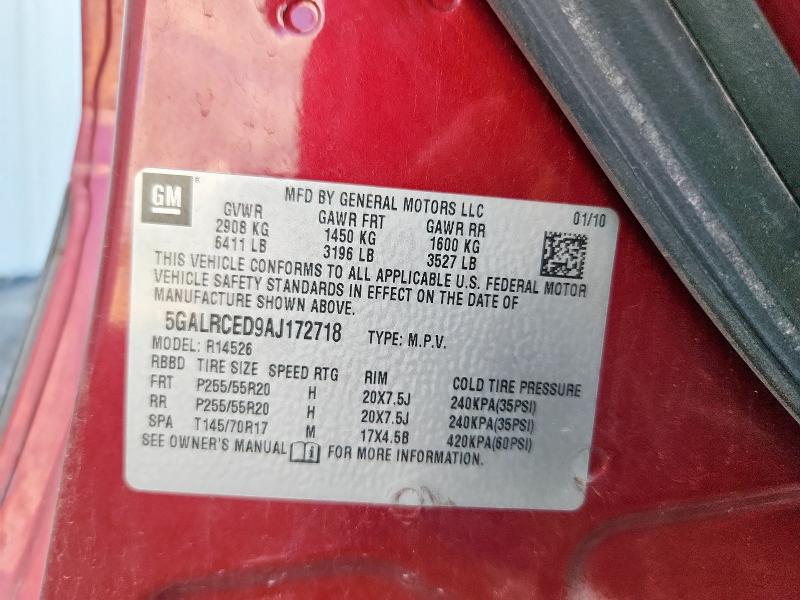 GM
MFD BY GENERAL MOTORS LLC 01/10
GVWR GAWR FRT GAWR RR
2908 KG 1450 KG 1600 KG
6411 LB 3196 LB 3527 LB
THIS VEHICLE CONFORMS TO ALL APPLICABLE U.S. FEDERAL MOTOR
VEHICLE SAFETY STANDARDS IN EFFECT ON THE DATE OF
MANUFACTURE SHOWN ABOVE.
5GALRCED9AJ172718 TYPE: M.P.V.
MODEL: R14526
RBBD TIRE SIZE SPEED RTG RIM COLD TIRE PRESSURE
FRT P255/55R20 H 20X7.5J 240KPA(35PSI)
RR P255/55R20 H 20X7.5J 240KPA(35PSI)
SPA T145/70R17 M 17X4.5B 420KPA(60PSI)
SEE OWNER'S MANUAL FOR MORE INFORMATION.